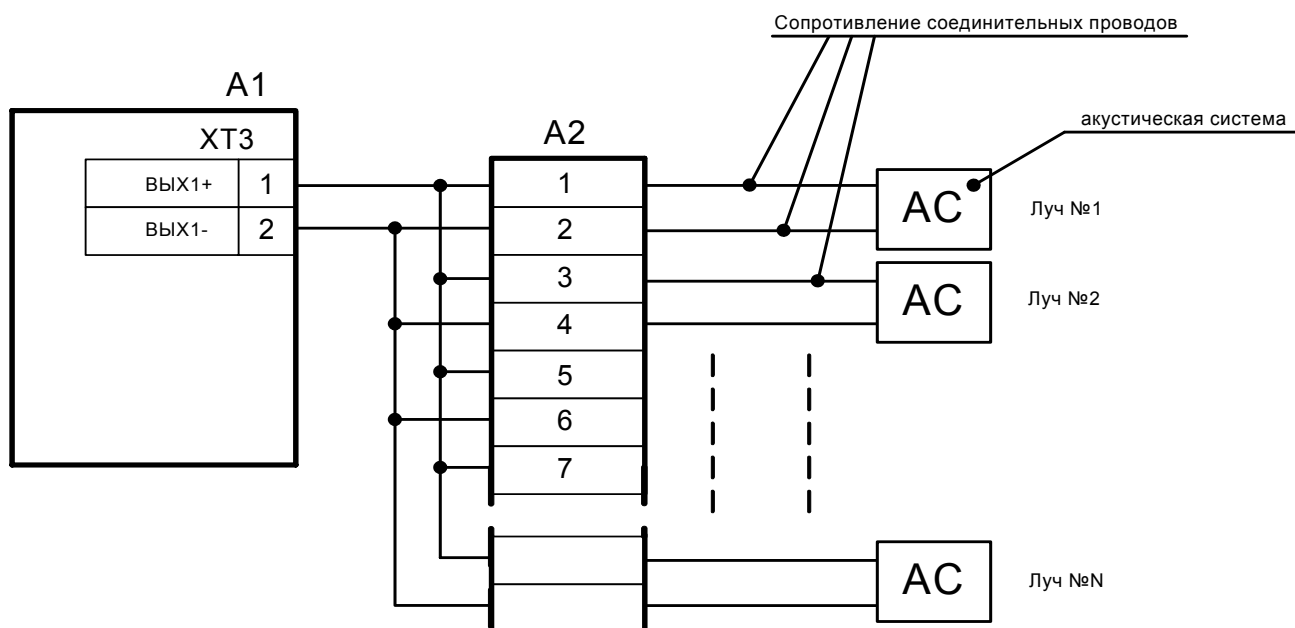 Сопротивление соединительных проводов
А1
акустическая система
ХТ3
А2
ВЫХ1+ 1
1
АС
Луч №1
ВЫХ1- 2
2
3
АС
Луч №2
4
5
6
7
АС
Луч №N